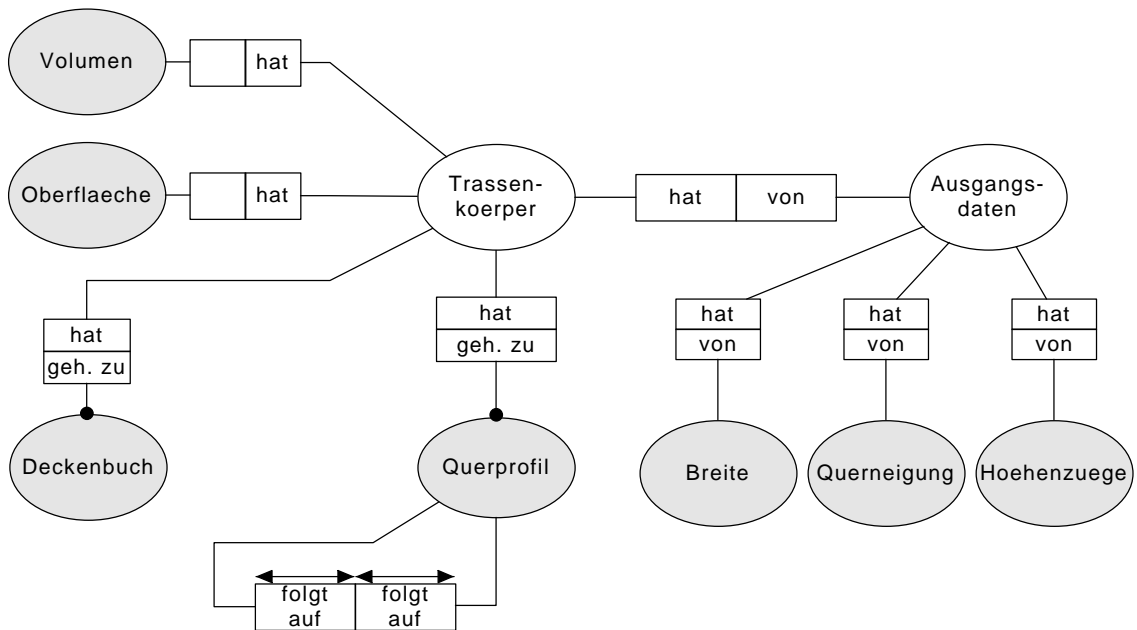 Volumen
hat
Oberflaeche
hat
Trassen-
koerper
hat
von
Ausgangs-
daten
hat
geh. zu
hat
geh. zu
hat
von
hat
von
hat
von
Deckenbuch
Querprofil
Breite
Querneigung
Hoehenzuege
folgt
auf
folgt
auf